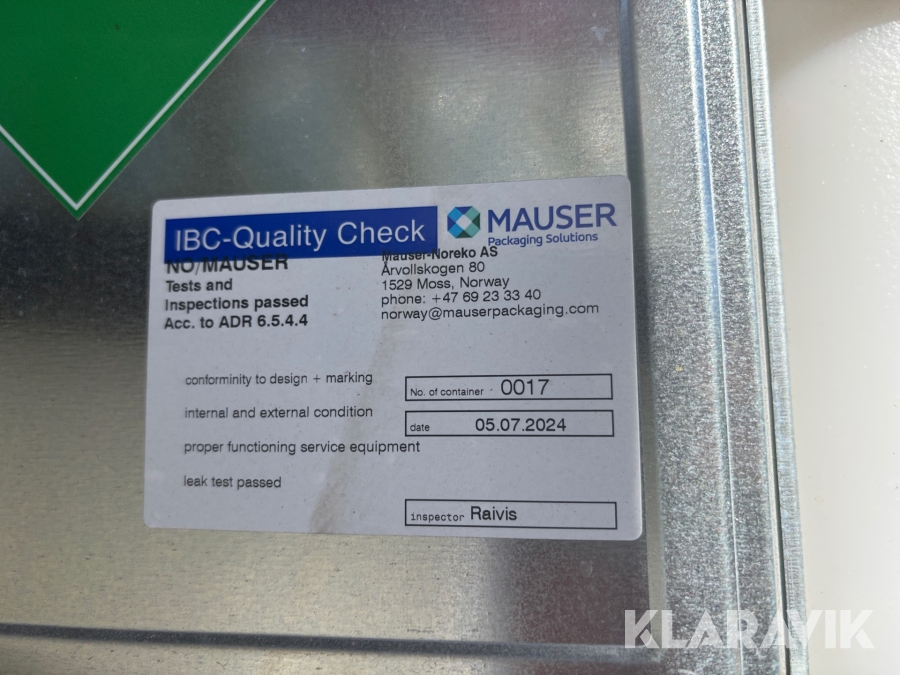 IBC-Quality Check
MAUSER
Packaging Solutions
NO/MAUSER
Tests and
Inspections passed
Acc. to ADR 6.5.4.4
Mauser-Noreko AS
Årvollskogen 80
1529 Moss, Norway
phone: +47 69 23 33 40
norway@mauserpackaging.com
conformity to design + marking
internal and external condition
proper functioning service equipment
leak test passed
No. of container 0017
date 05.07.2024
inspector Raivis
KLARAVIK